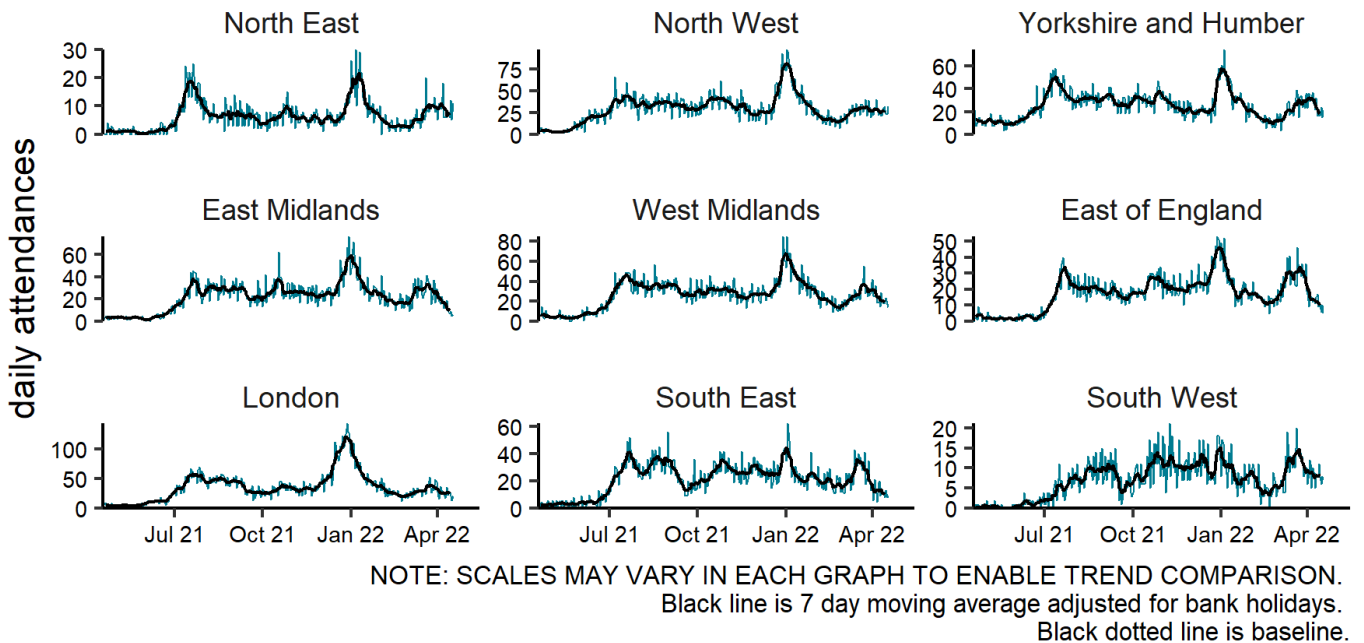 daily attendances
North East
30
20
10
0
North West
75
50
25
0
Yorkshire and Humber
60
40
20
0
East Midlands
60
40
20
0
West Midlands
80
60
40
20
0
East of England
50
40
30
20
10
0
London
100
50
0
Jul 21 Oct 21 Jan 22 Apr 22
South East
60
40
20
0
Jul 21 Oct 21 Jan 22 Apr 22
South West
20
15
10
5
0
Jul 21 Oct 21 Jan 22 Apr 22
NOTE: SCALES MAY VARY IN EACH GRAPH TO ENABLE TREND COMPARISON.
Black line is 7 day moving average adjusted for bank holidays.
Black dotted line is baseline.